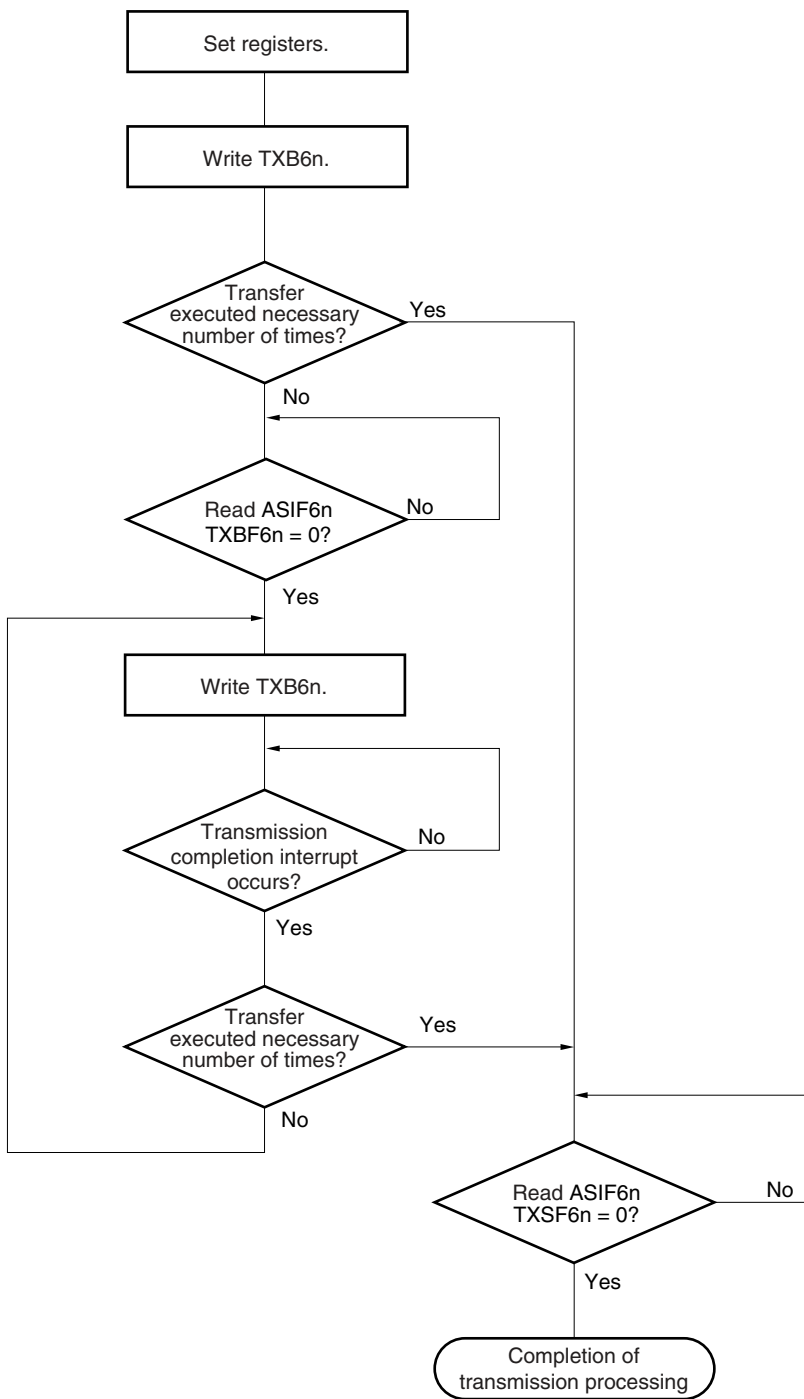 Set registers.
Write TXB6n.
Transfer
executed necessary
number of times?
Yes
No
Read ASIF6n
TXBF6n = 0?
No
Yes
Write TXB6n.
Transmission
completion interrupt
occurs?
No
Yes
Transfer
executed necessary
number of times?
Yes
No
Read ASIF6n
TXSF6n = 0?
No
Yes
Completion of
transmission processing